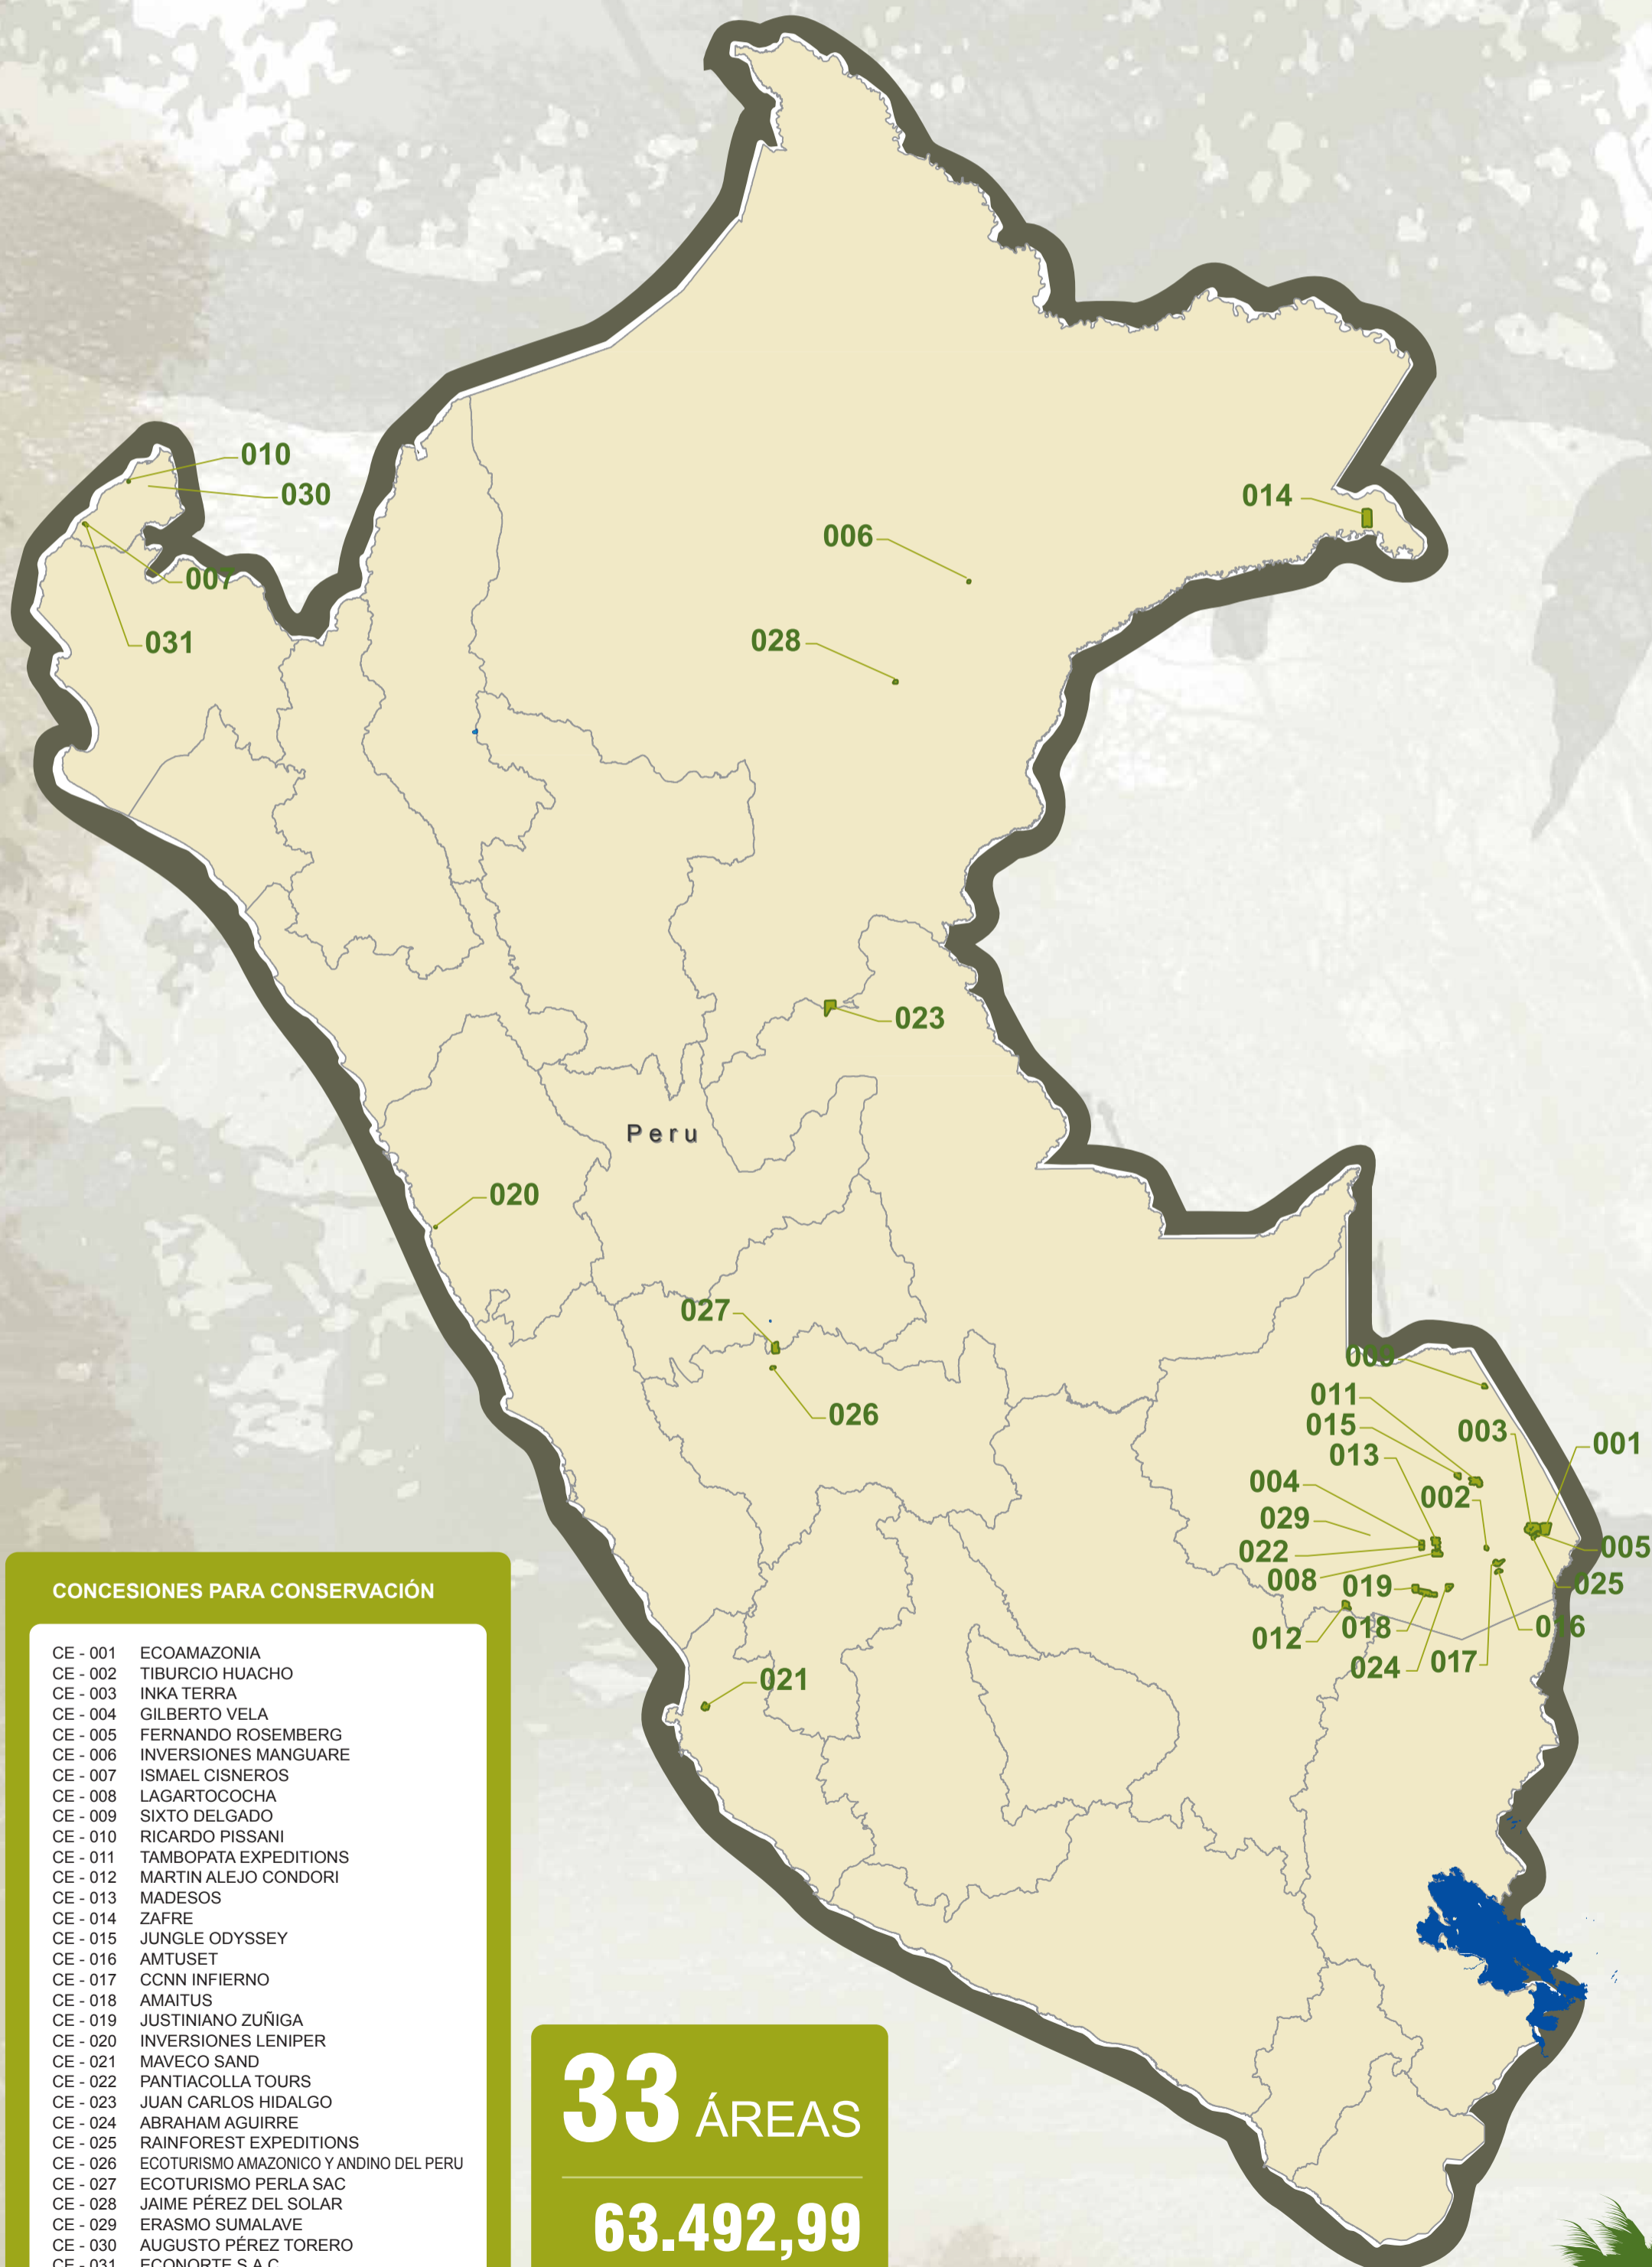 010
030
014
006
007
028
031
023
Peru
020
027
009
026
011
015
003
001
013
004
002
029
022
005
008
019
025
018
016
012
024
017
021
CONCESIONES PARA CONSERVACIÓN
CE - 001 ECOAMAZONIA
CE - 002 TIBURCIO HUACHO
CE - 003 INKA TERRA
CE - 004 GILBERTO VELA
CE - 005 FERNANDO ROSEMBERG
CE - 006 INVERSIONES MANGUARE
CE - 007 ISMAEL CISNEROS
CE - 008 LAGARTOCOCHA
CE - 009 SIXTO DELGADO
CE - 010 RICARDO PISSANI
CE - 011 TAMBOPATA EXPEDITIONS
CE - 012 MARTIN ALEJO CONDORI
CE - 013 MADESOS
CE - 014 ZAFRE
CE - 015 JUNGLE ODYSSEY
CE - 016 AMTUSET
CE - 017 CCNN INFIERNO
CE - 018 AMAITUS
CE - 019 JUSTINIANO ZUÑIGA
CE - 020 INVERSIONES LENIPER
CE - 021 MAVECO SAND
CE - 022 PANTIACOLLA TOURS
CE - 023 JUAN CARLOS HIDALGO
CE - 024 ABRAHAM AGUIRRE
CE - 025 RAINFOREST EXPEDITIONS
CE - 026 ECOTURISMO AMAZONICO Y ANDINO DEL PERU
CE - 027 ECOTURISMO PERLA SAC
CE - 028 JAIME PÉREZ DEL SOLAR
CE - 029 ERASMO SUMALAVE
CE - 030 AUGUSTO PÉREZ TORERO
CE - 031 ECONORTE S.A.C
33 ÁREAS
63.492,99